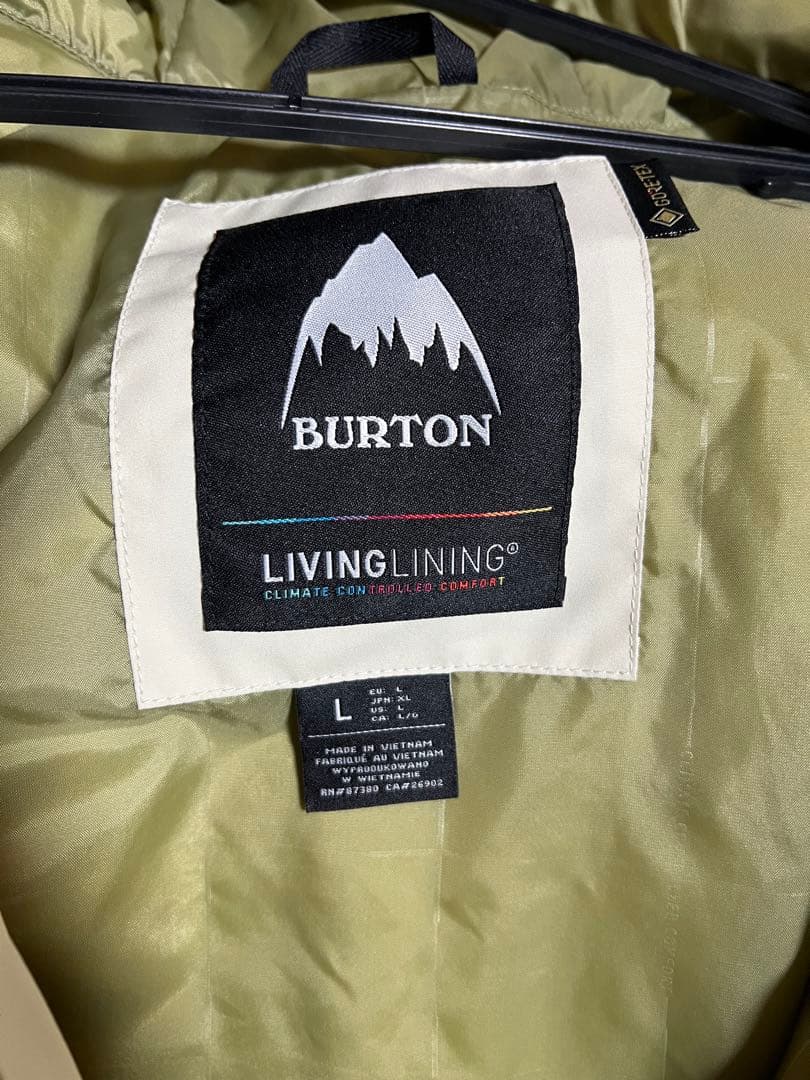 GORE-TEX
BURTON
LIVINGLINING®
CLIMATE CONTROLLED COMFORT
L
EU: L
JPN: XL
US: L
CA: L/G
MADE IN VIETNAM
FABRIQUÉ AU VIETNAM
WYPRODUKOWANO
W WIETNAMIE
RN#87380 CA#26902